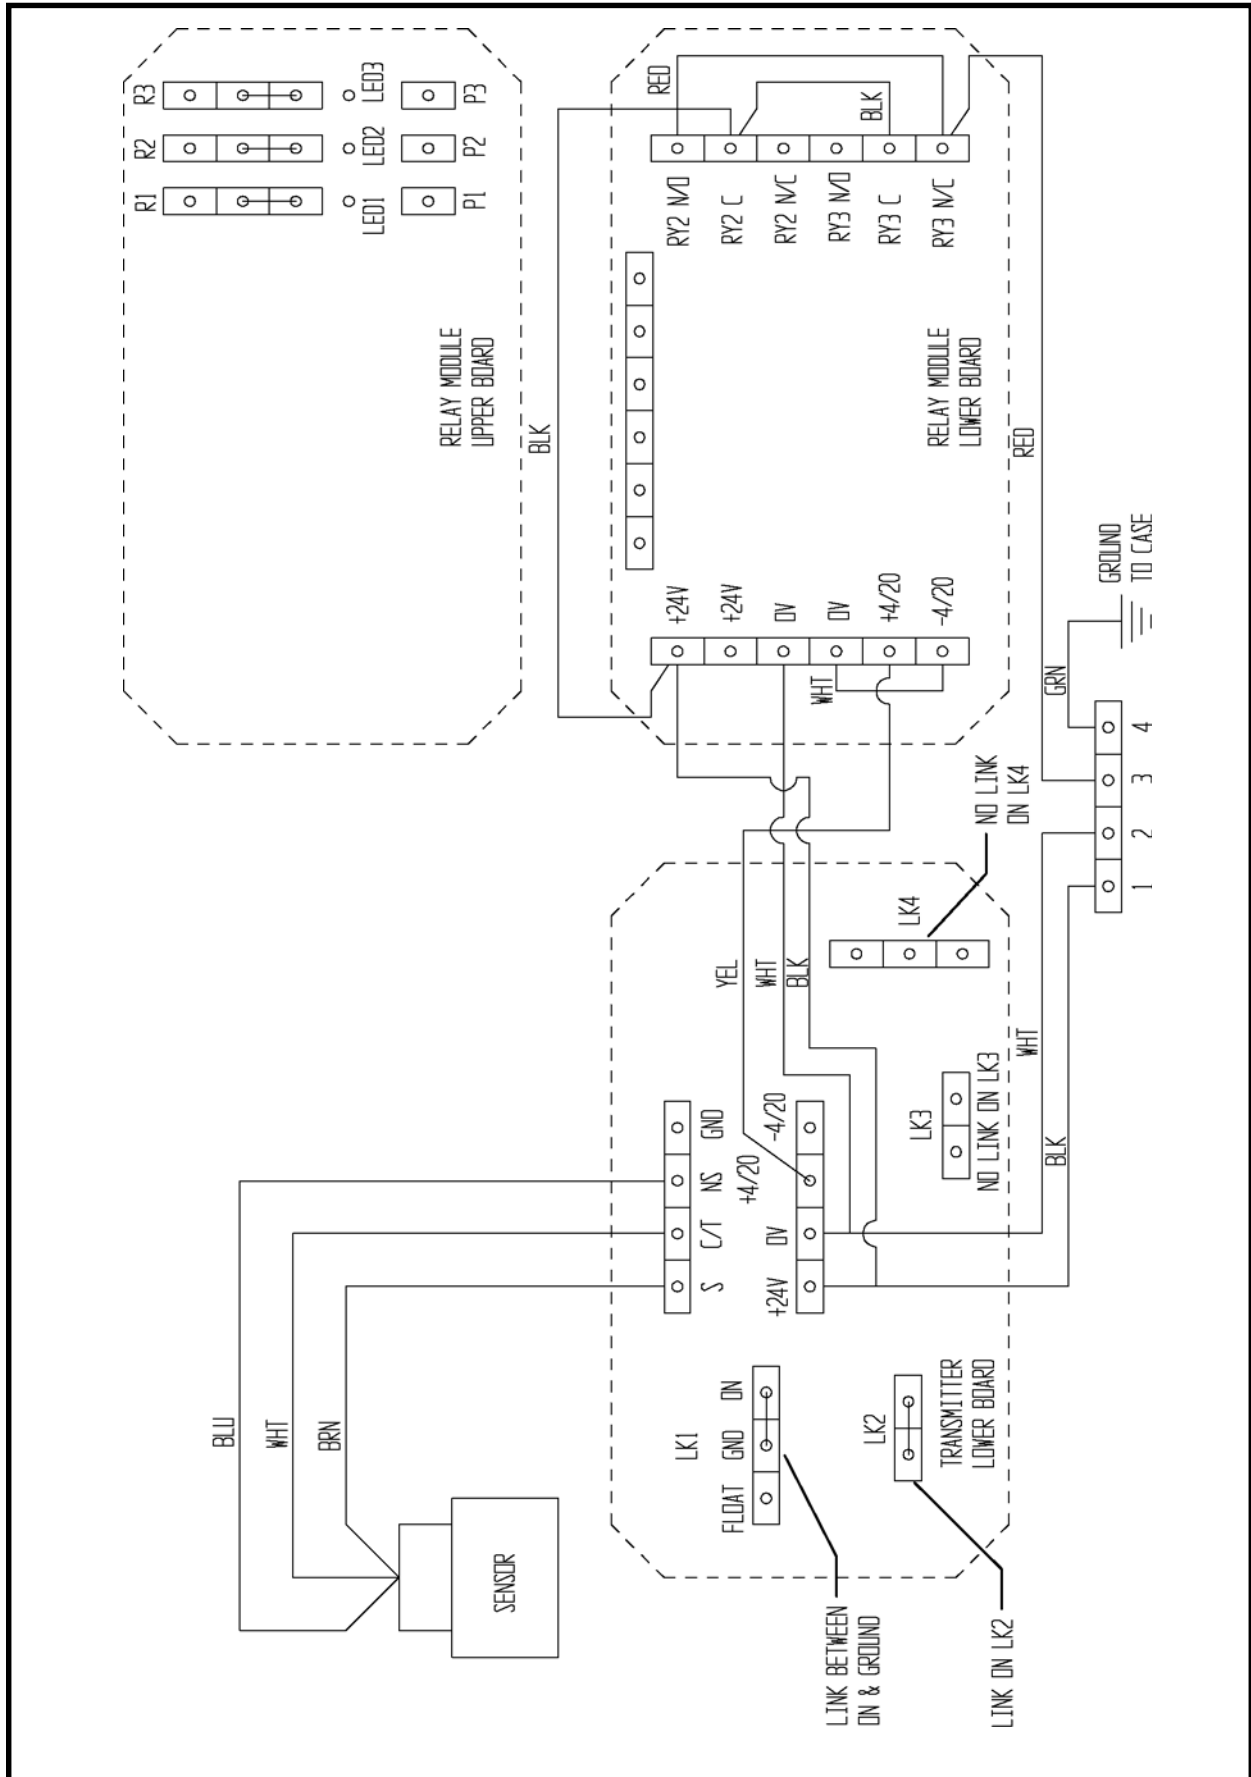 SENSOR
BLU
WHT
BRN
S
C/T
NS
GND
+24V
0V
+4/20
-4/20
LK1
FLOAT
GND
ON
LINK BETWEEN
ON & GROUND
LK2
LINK ON LK2
TRANSMITTER
LOWER BOARD
LK3
NO LINK ON LK3
LK4
NO LINK
ON LK4
YEL
WHT
BLK
WHT
BLK
1
2
3
4
GRN
GROUND
TO CASE
RED
BLK
R1
R2
R3
LED1
LED2
LED3
P1
P2
P3
RELAY MODULE
UPPER BOARD
+24V
+24V
0V
0V
+4/20
-4/20
WHT
RELAY MODULE
LOWER BOARD
RY2 N/O
RY2 C
RY2 N/C
RY3 N/O
RY3 C
RY3 N/C
RED
BLK